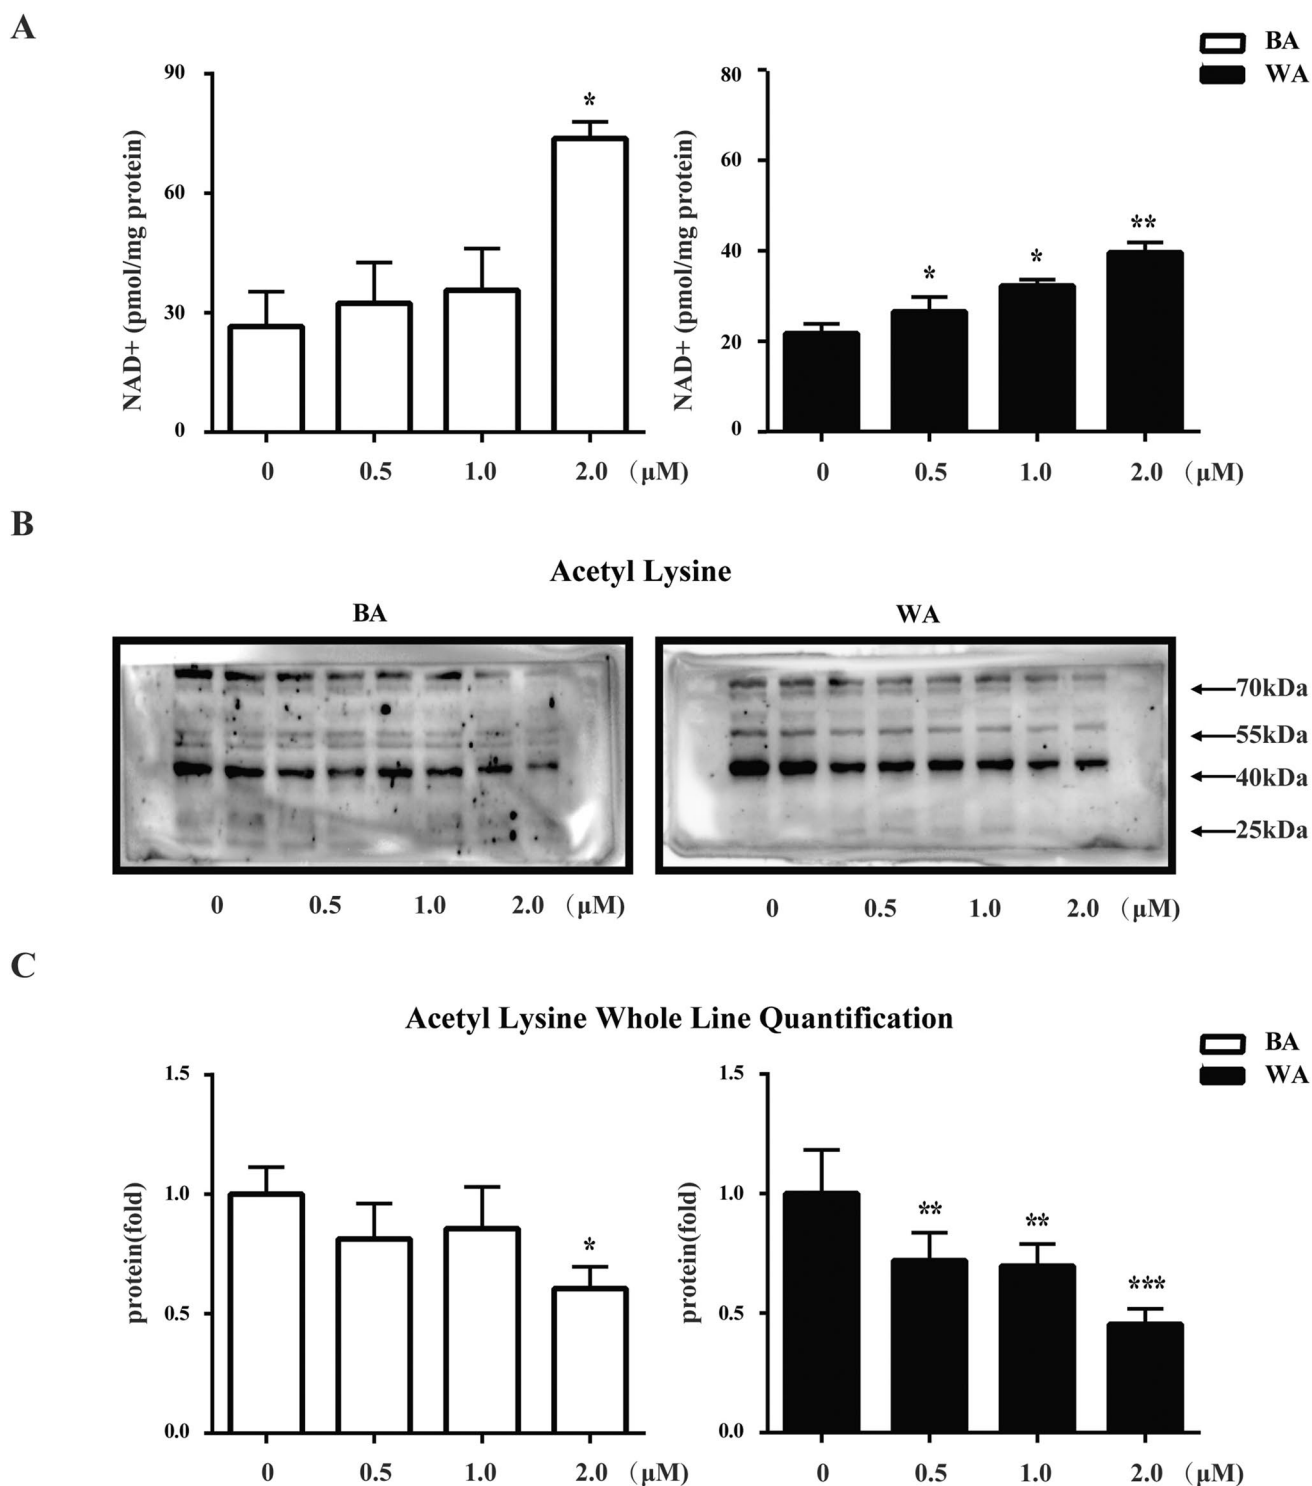 A
BA
WA
90
60
30
0
NAD+ (pmol/mg protein)
*
0 0.5 1.0 2.0 (μM)
80
60
40
20
0
NAD+ (pmol/mg protein)
* * **
0 0.5 1.0 2.0 (μM)
B
Acetyl Lysine
BA WA
70kDa
55kDa
40kDa
25kDa
0 0.5 1.0 2.0 (μM)
0 0.5 1.0 2.0 (μM)
C
Acetyl Lysine Whole Line Quantification
BA
WA
1.5
1.0
0.5
0.0
protein(fold)
*
0 0.5 1.0 2.0 (μM)
1.5
1.0
0.5
0.0
protein(fold)
** ** ***
0 0.5 1.0 2.0 (μM)